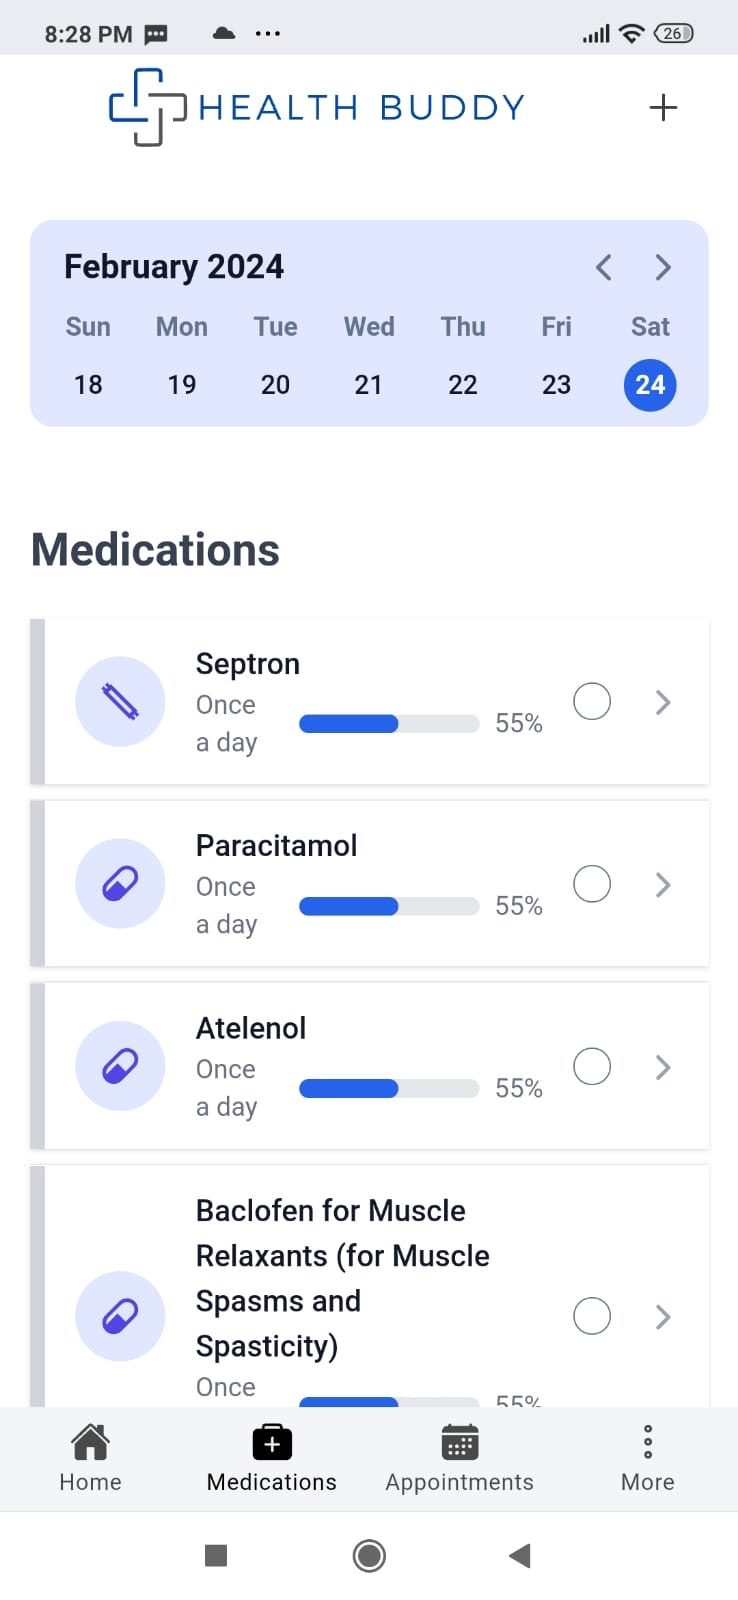 8:28 PM
26
HEALTH BUDDY
February 2024
Sun Mon Tue Wed Thu Fri Sat
18 19 20 21 22 23 24
Medications
Septron
Once
a day
55%
Paracitamol
Once
a day
55%
Atelenol
Once
a day
55%
Baclofen for Muscle
Relaxants (for Muscle
Spasms and
Spasticity)
Once
55%
Home Medications Appointments More